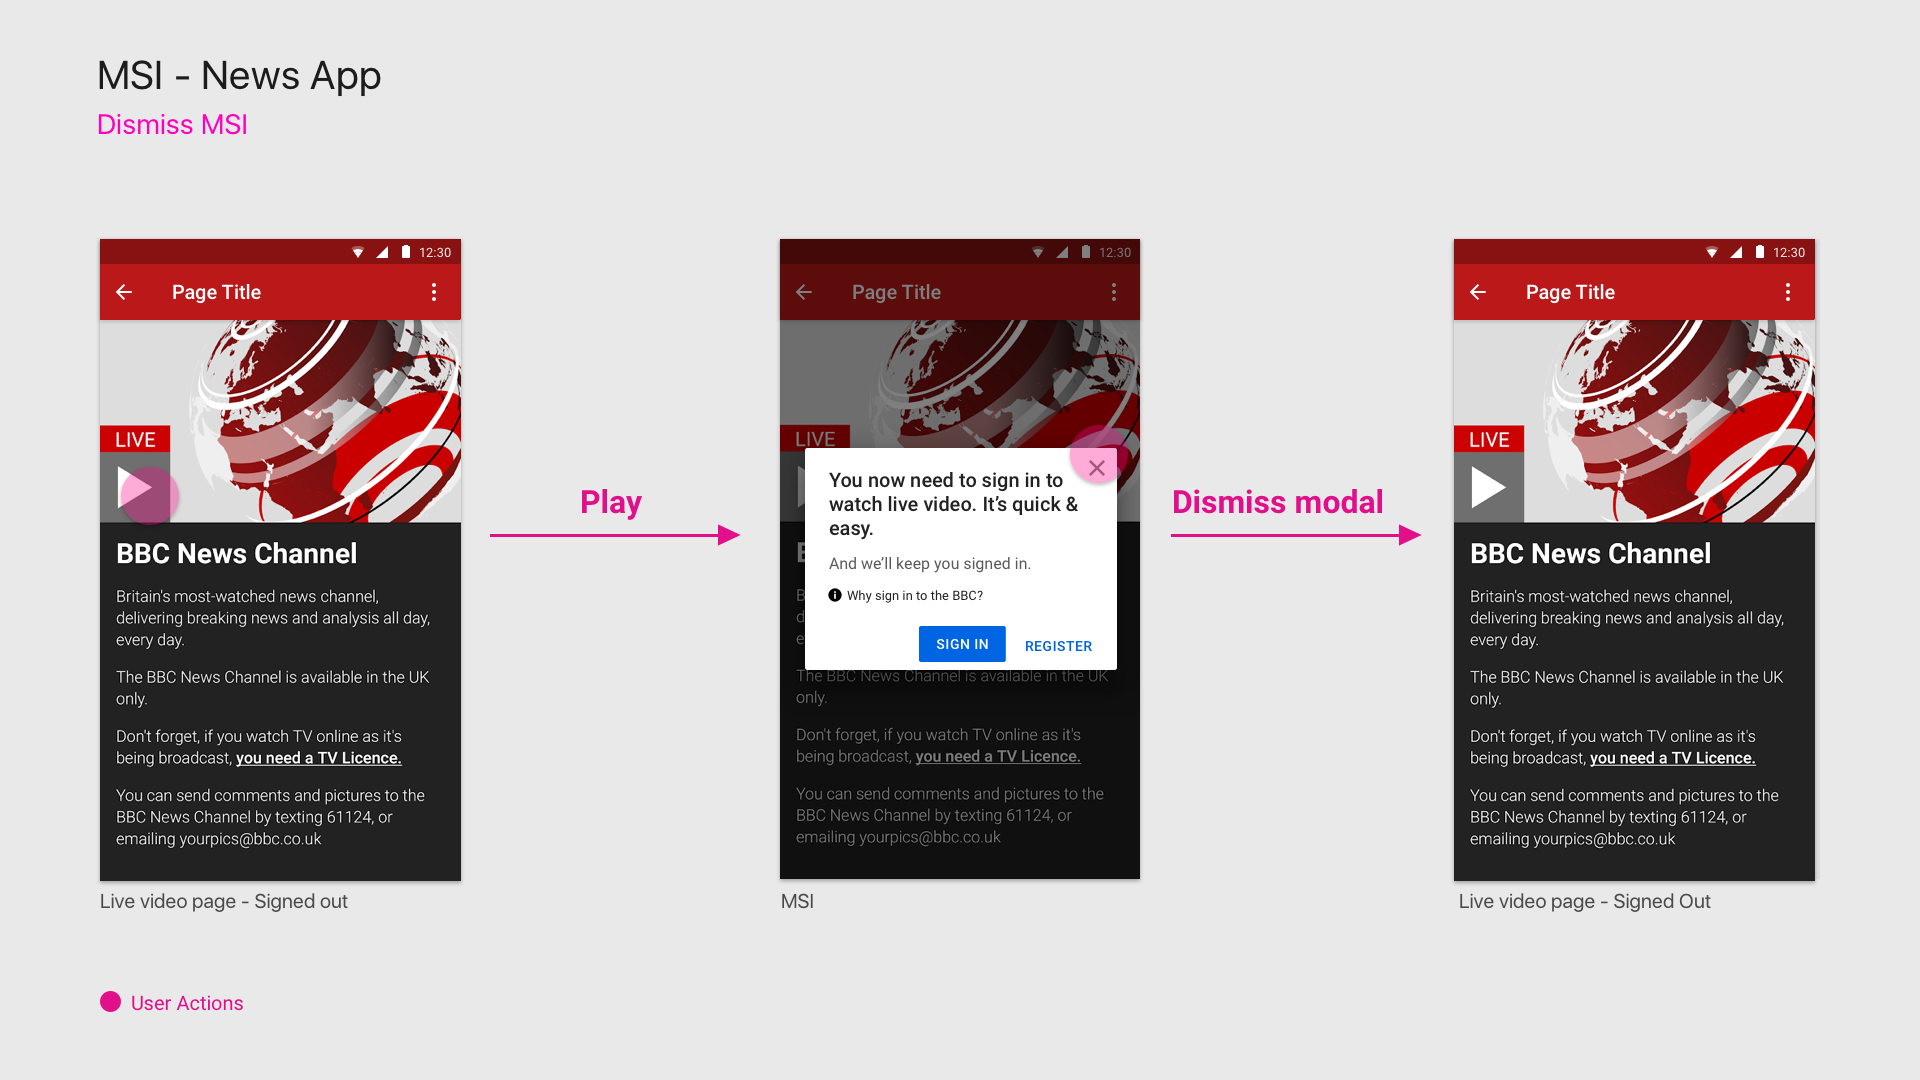 MSI - News App
Dismiss MSI
12:30
Page Title
LIVE
BBC News Channel
Britain's most-watched news channel,
delivering breaking news and analysis all day,
every day.
The BBC News Channel is available in the UK
only.
Don't forget, if you watch TV online as it's
being broadcast, you need a TV Licence.
You can send comments and pictures to the
BBC News Channel by texting 61124, or
emailing yourpics@bbc.co.uk
Live video page - Signed out
Play
12:30
Page Title
LIVE
You now need to sign in to
watch live video. It’s quick &
easy.
And we’ll keep you signed in.
Why sign in to the BBC?
SIGN IN
REGISTER
The BBC News Channel is available in the UK
only.
Don't forget, if you watch TV online as it's
being broadcast, you need a TV Licence.
You can send comments and pictures to the
BBC News Channel by texting 61124, or
emailing yourpics@bbc.co.uk
MSI
Dismiss modal
12:30
Page Title
LIVE
BBC News Channel
Britain's most-watched news channel,
delivering breaking news and analysis all day,
every day.
The BBC News Channel is available in the UK
only.
Don't forget, if you watch TV online as it's
being broadcast, you need a TV Licence.
You can send comments and pictures to the
BBC News Channel by texting 61124, or
emailing yourpics@bbc.co.uk
Live video page - Signed Out
User Actions